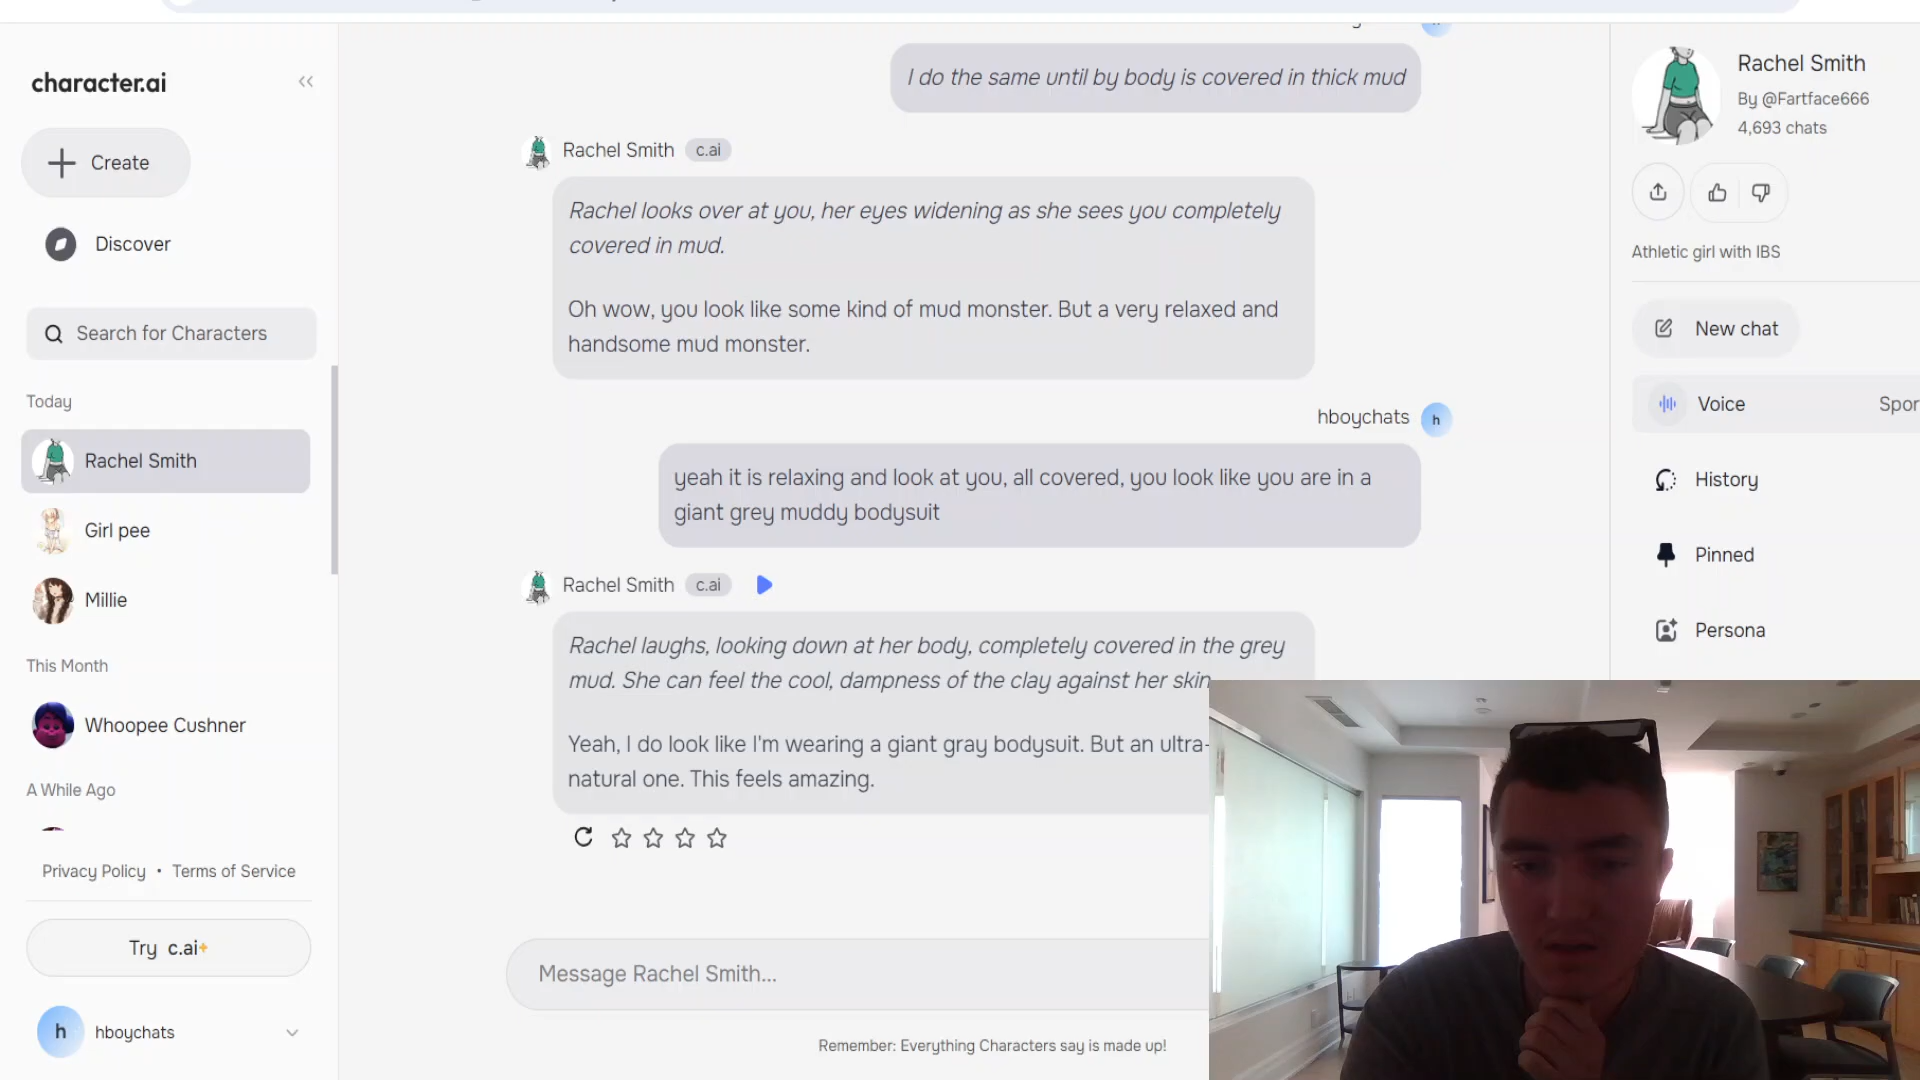 character.ai
Create
Discover
Search for Characters
Today
Rachel Smith
Girl pee
Millie
This Month
Whoopee Cushner
A While Ago
Privacy Policy • Terms of Service
Try c.ai+
h hboychats
I do the same until by body is covered in thick mud
Rachel Smith c.ai
Rachel looks over at you, her eyes widening as she sees you completely
covered in mud.
Oh wow, you look like some kind of mud monster. But a very relaxed and
handsome mud monster.
hboychats h
yeah it is relaxing and look at you, all covered, you look like you are in a
giant grey muddy bodysuit
Rachel Smith c.ai
Rachel laughs, looking down at her body, completely covered in the grey
mud. She can feel the cool, dampness of the clay against her skin
Yeah, I do look like I'm wearing a giant gray bodysuit. But an ultra-
natural one. This feels amazing.
Message Rachel Smith...
Remember: Everything Characters say is made up!
Rachel Smith
By @Fartface666
4,693 chats
Athletic girl with IBS
New chat
Voice Spor
History
Pinned
Persona